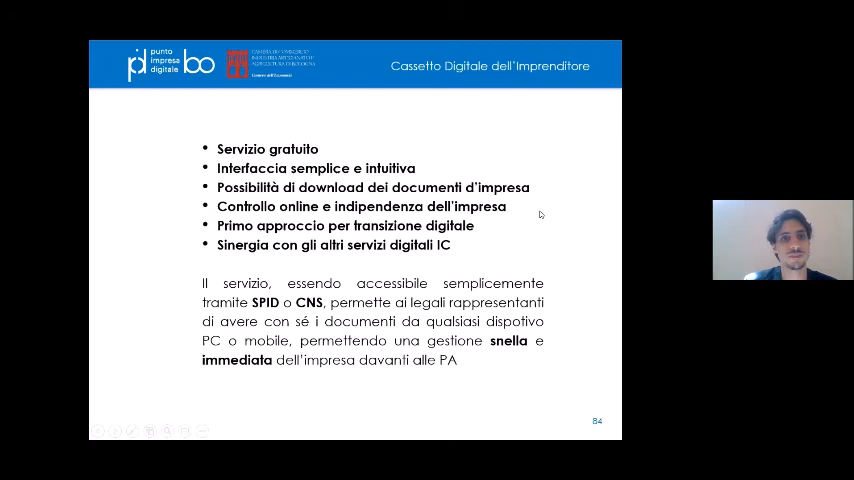 punto
impresa
digitale
bo
CAMERA DI COMMERCIO
INDUSTRIA ARTIGIANATO E
AGRICOLTURA DI BOLOGNA
Cassetto Digitale dell'Imprenditore
• Servizio gratuito
• Interfaccia semplice e intuitiva
• Possibilità di download dei documenti d'impresa
• Controllo online e indipendenza dell'impresa
• Primo approccio per transizione digitale
• Sinergia con gli altri servizi digitali IC
Il servizio, essendo accessibile semplicemente
tramite SPID o CNS, permette ai legali rappresentanti
di avere con sé i documenti da qualsiasi dispotivo
PC o mobile, permettendo una gestione snella e
immediata dell'impresa davanti alle PA
84